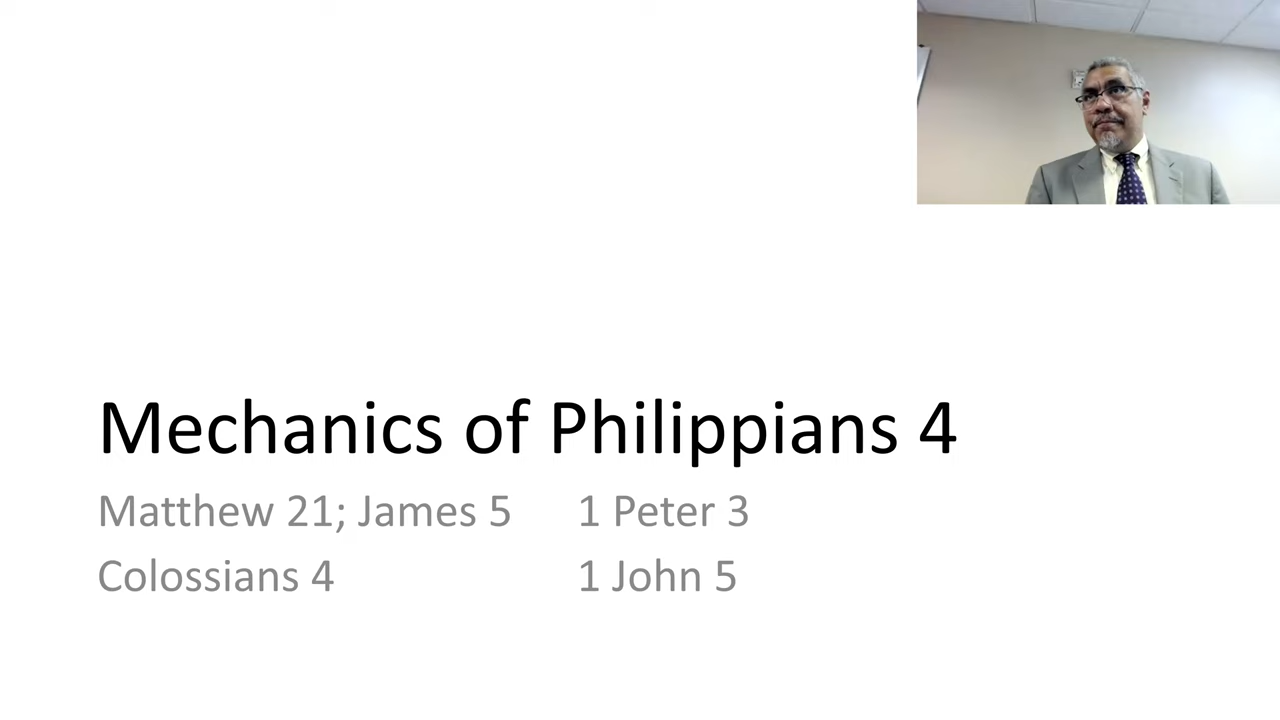 Mechanics of Philippians 4
Matthew 21; James 5 1 Peter 3
Colossians 4 1 John 5